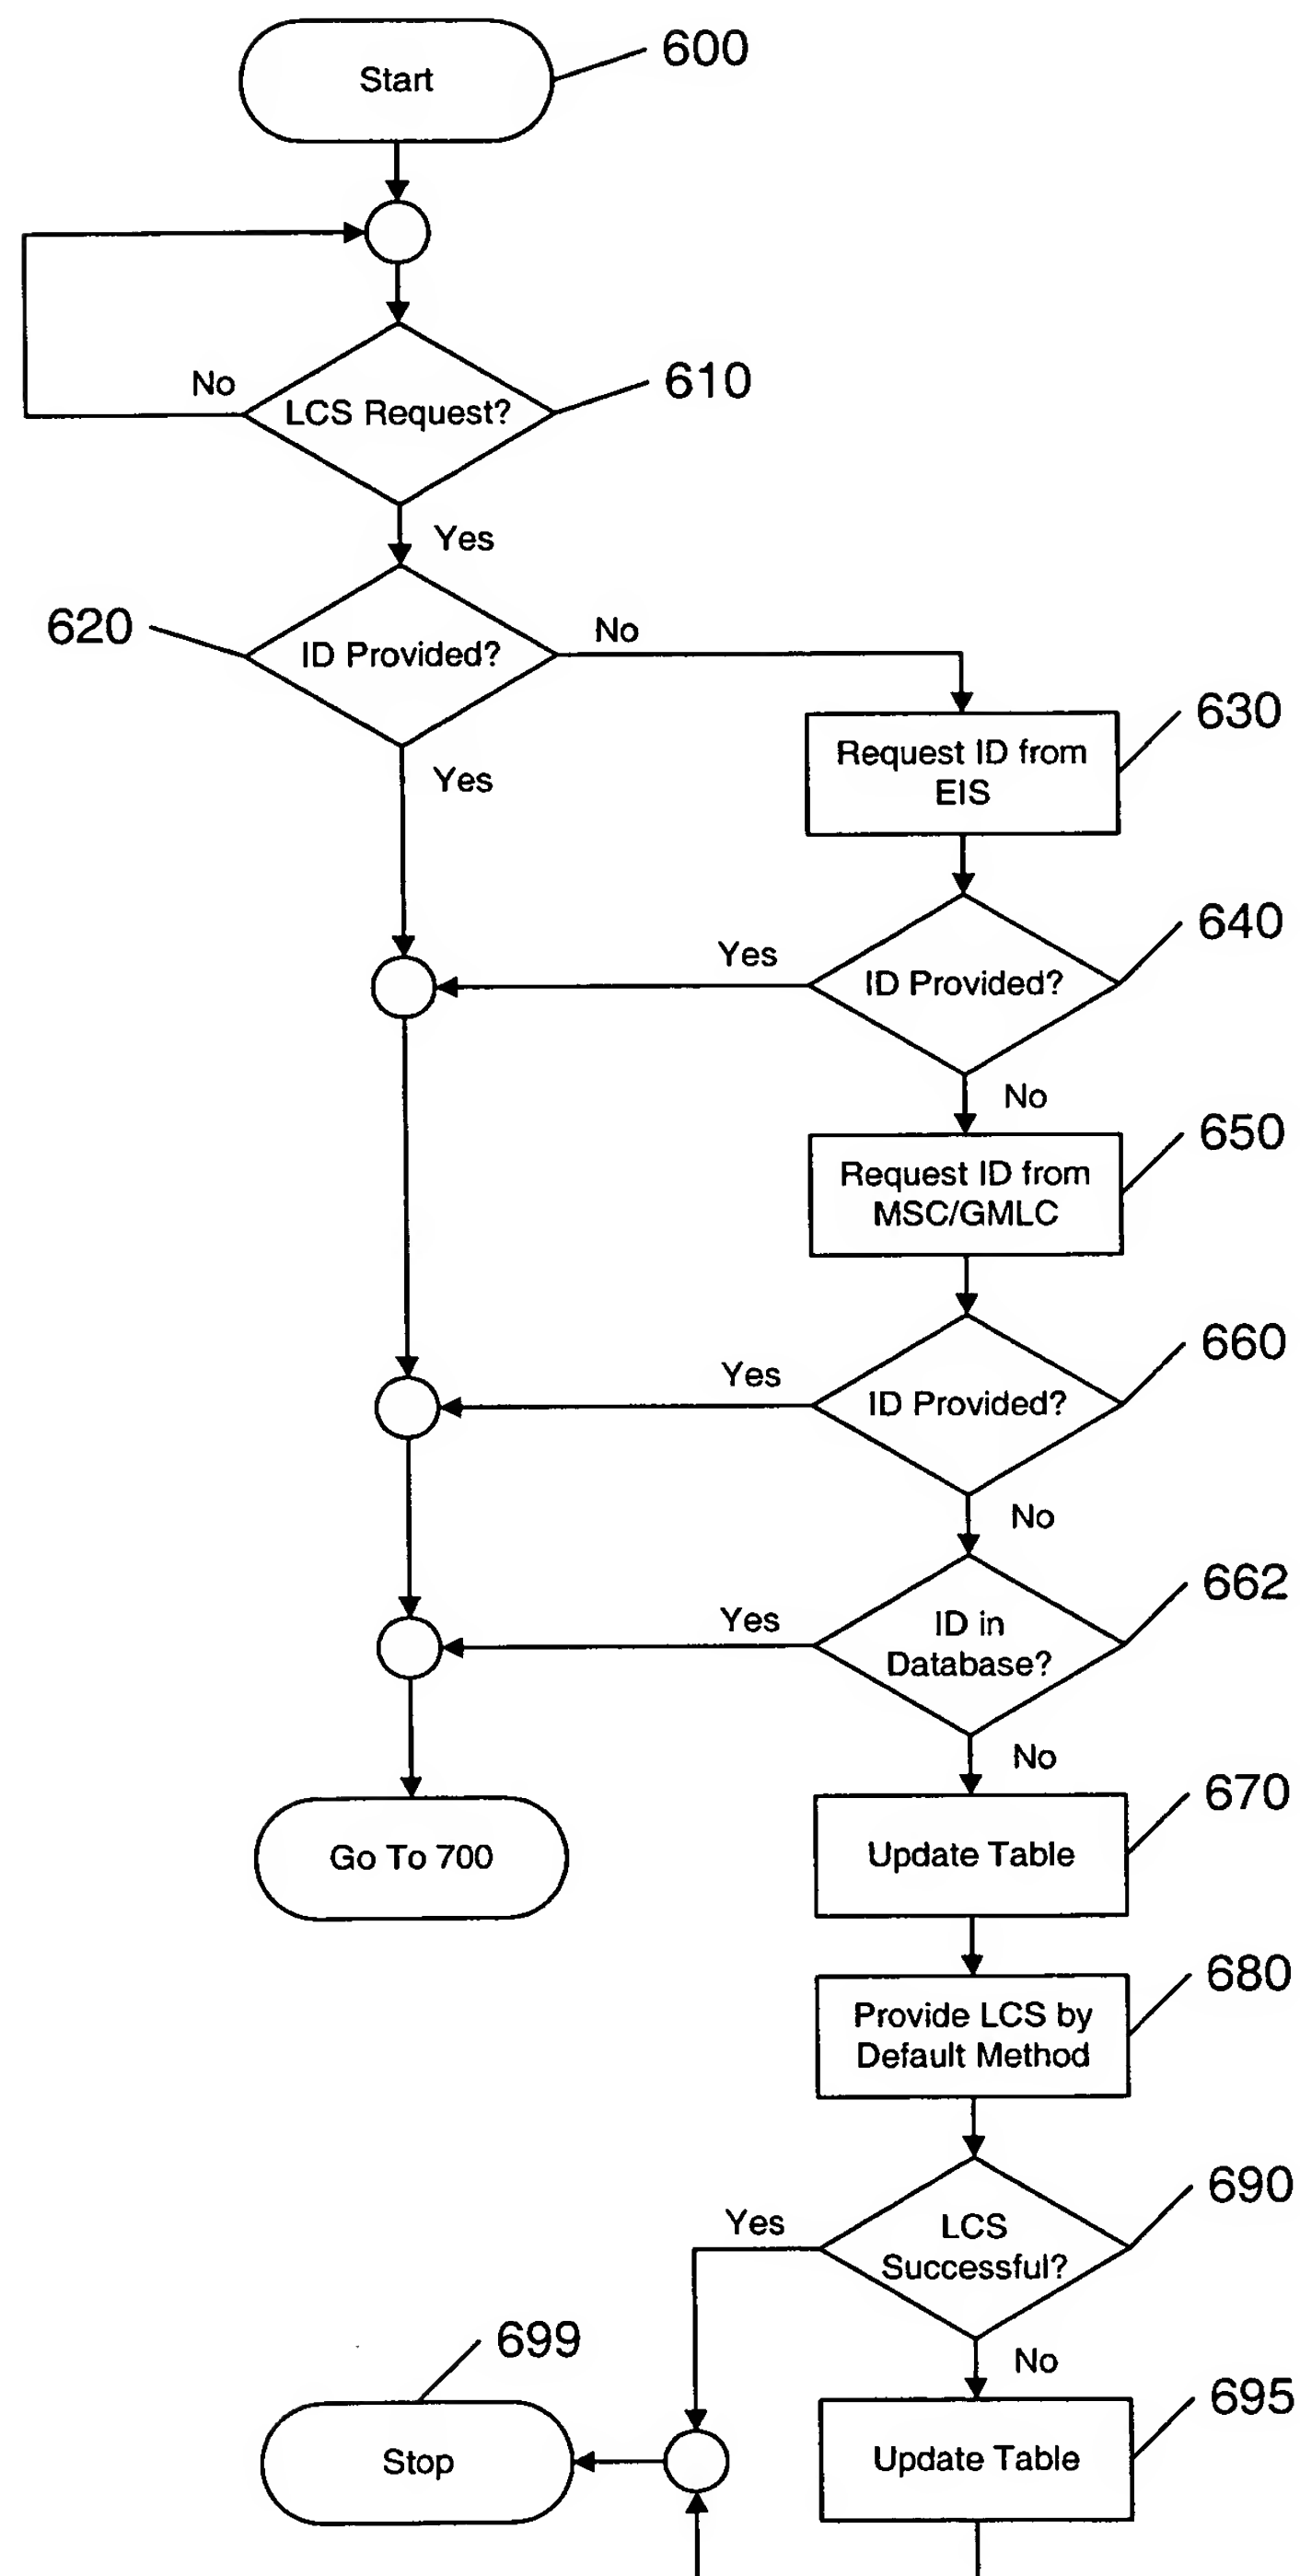 Start
600
No
LCS Request?
610
Yes
620
ID Provided?
No
630
Request ID from
EIS
Yes
640
Yes
ID Provided?
No
650
Request ID from
MSC/GMLC
660
Yes
ID Provided?
No
662
Yes
ID in
Database?
No
670
Go To 700
Update Table
680
Provide LCS by
Default Method
690
Yes
LCS
Successful?
699
No
695
Stop
Update Table